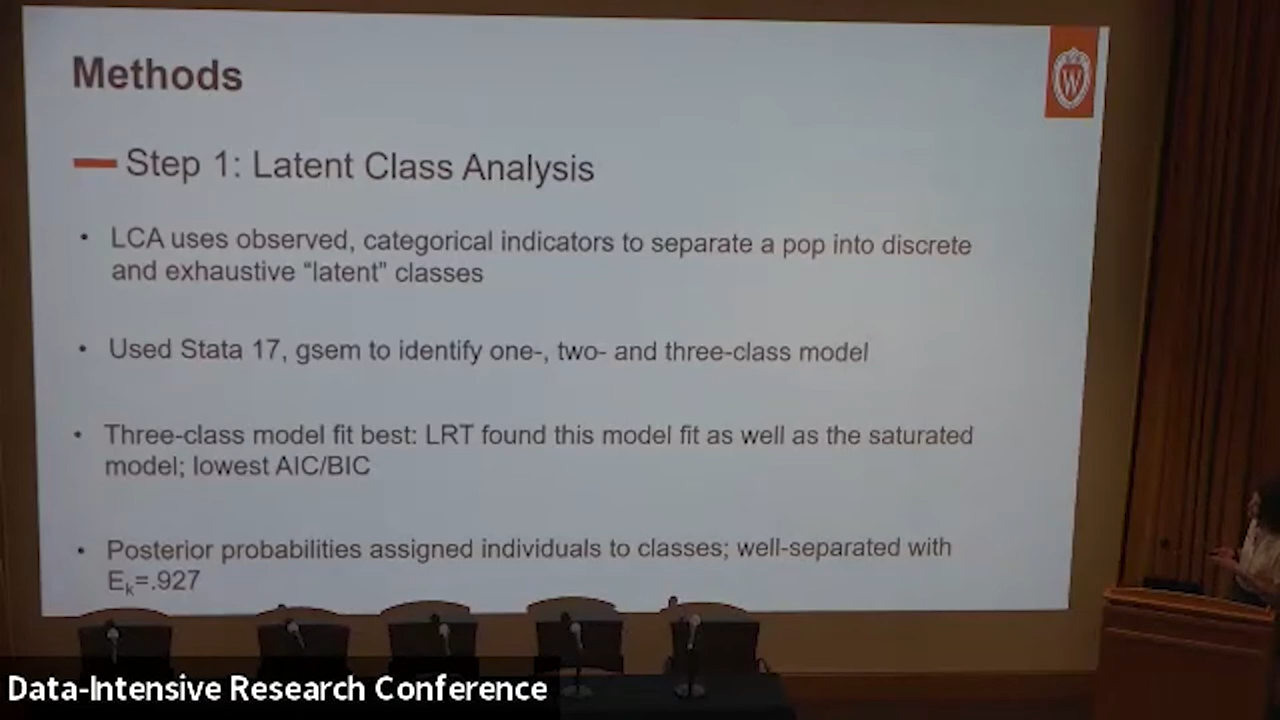 Methods
W
Step 1: Latent Class Analysis
• LCA uses observed, categorical indicators to separate a pop into discrete
and exhaustive “latent” classes
• Used Stata 17, gsem to identify one-, two- and three-class model
• Three-class model fit best: LRT found this model fit as well as the saturated
model; lowest AIC/BIC
• Posterior probabilities assigned individuals to classes; well-separated with
Eₖ=.927
Data-Intensive Research Conference